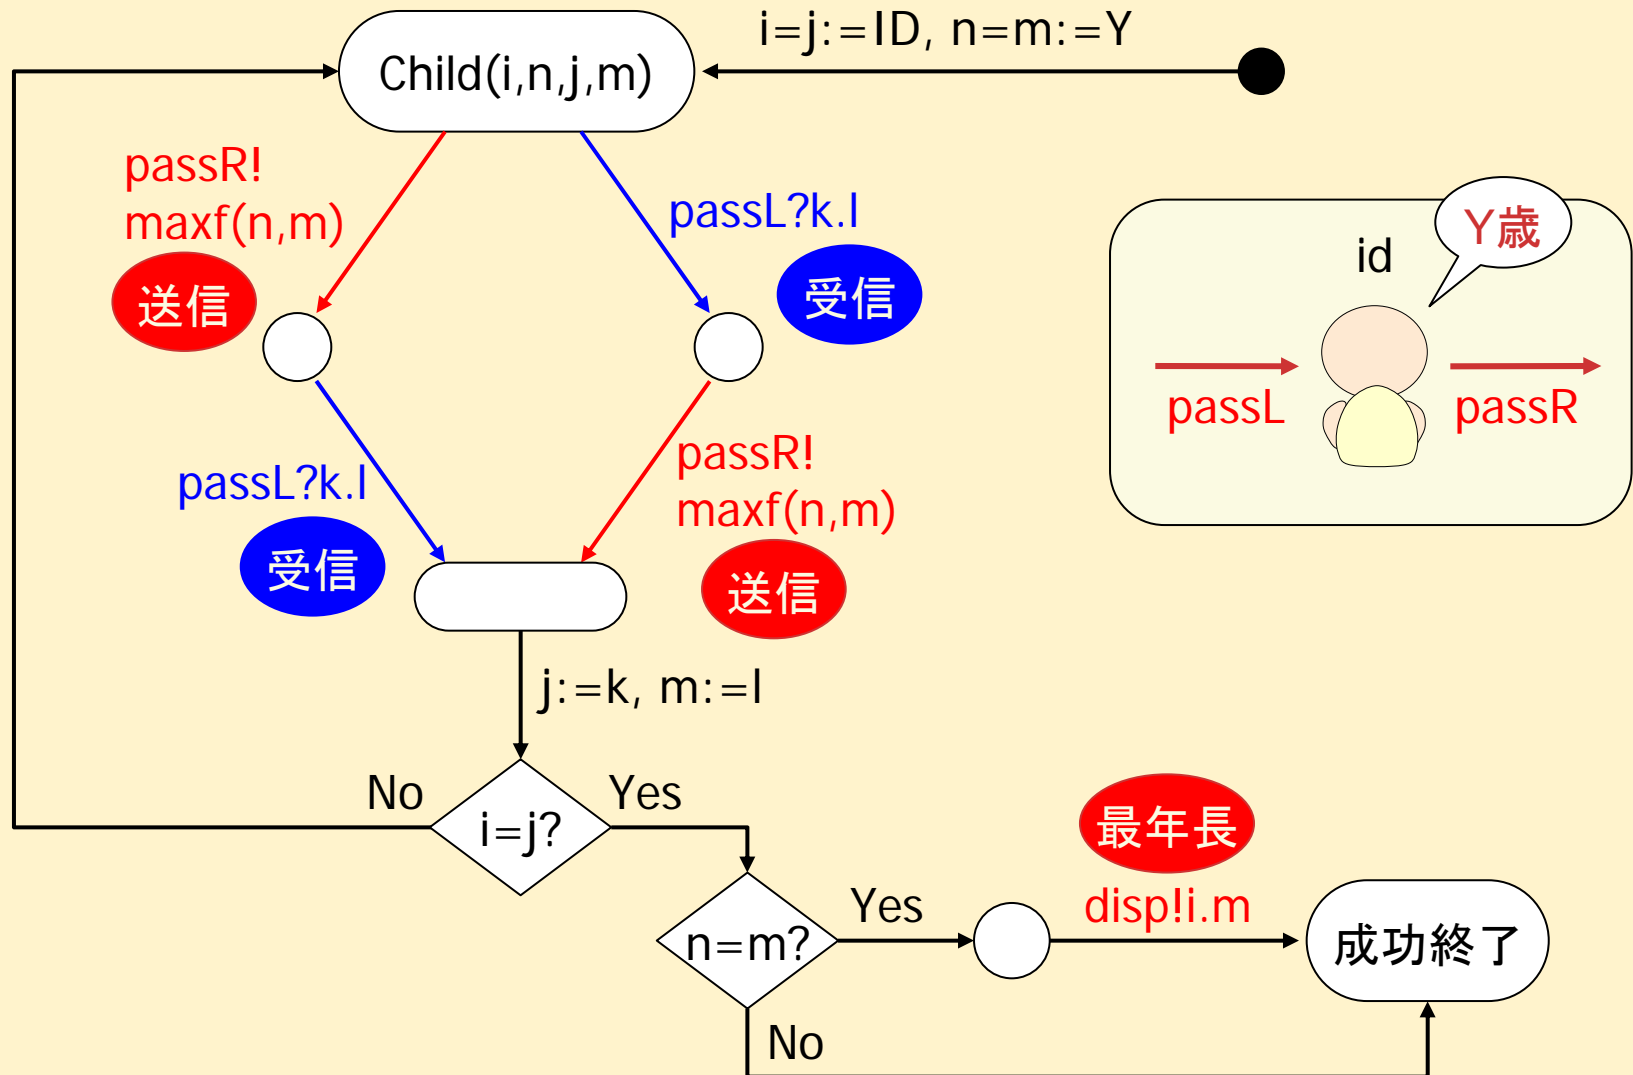 i=j:=ID, n=m:=Y
Child(i,n,j,m)
passR!
maxf(n,m)
送信
passL?k.l
受信
Y歳
id
passL
passR
passL?k.l
受信
passR!
maxf(n,m)
送信
j:=k, m:=l
No
Yes
i=j?
最年長
Yes
disp!i.m
n=m?
成功終了
No